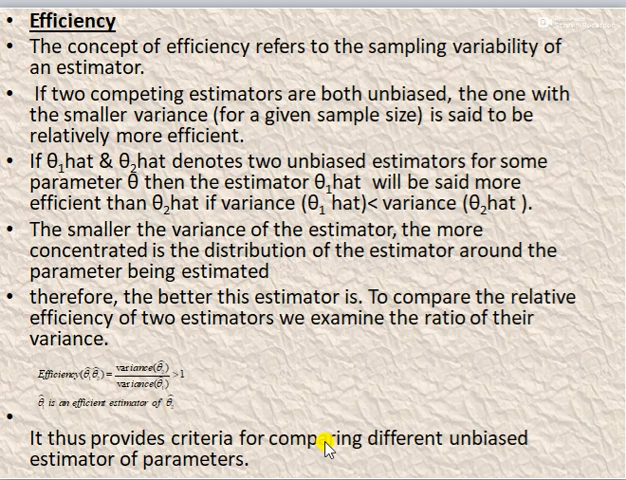 • Efficiency
• The concept of efficiency refers to the sampling variability of
an estimator.
• If two competing estimators are both unbiased, the one with
the smaller variance (for a given sample size) is said to be
relatively more efficient.
• If θ₁hat & θ₂hat denotes two unbiased estimators for some
parameter θ then the estimator θ₁hat will be said more
efficient than θ₂hat if variance (θ₁ hat)< variance (θ₂hat ).
• The smaller the variance of the estimator, the more
concentrated is the distribution of the estimator around the
parameter being estimated
• therefore, the better this estimator is. To compare the relative
efficiency of two estimators we examine the ratio of their
variance.
Efficiency(θ̂,θ̂)= variance(θ̂) / variance(θ̂) >1
θ̂ is an efficient estimator of θ̂
•
It thus provides criteria for comparing different unbiased
estimator of parameters.